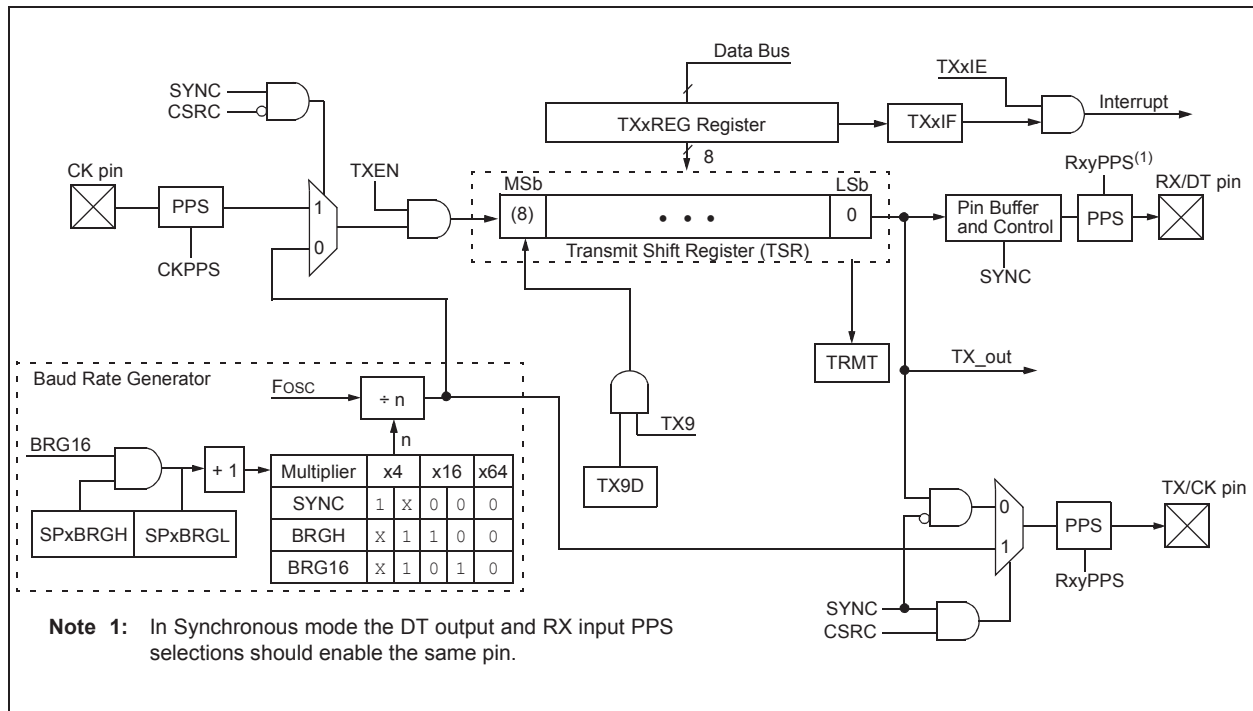 Data Bus
TXxIE
SYNC
CSRC
TXxREG Register
TXxIF
Interrupt
8
CK pin
TXEN
MSb
LSb
RxyPPS(1)
RX/DT pin
PPS
1
(8)
• • •
0
Pin Buffer
and Control
PPS
0
CKPPS
Transmit Shift Register (TSR)
SYNC
TRMT
TX_out
Baud Rate Generator
FOSC
÷ n
n
TX9
BRG16
+ 1
Multiplier x4 x16 x64
TX9D
SYNC 1 X 0 0 0
SPxBRGH SPxBRGL
BRGH X 1 1 0 0
BRG16 X 1 0 1 0
TX/CK pin
0
PPS
1
RxyPPS
SYNC
CSRC
Note 1: In Synchronous mode the DT output and RX input PPS
selections should enable the same pin.